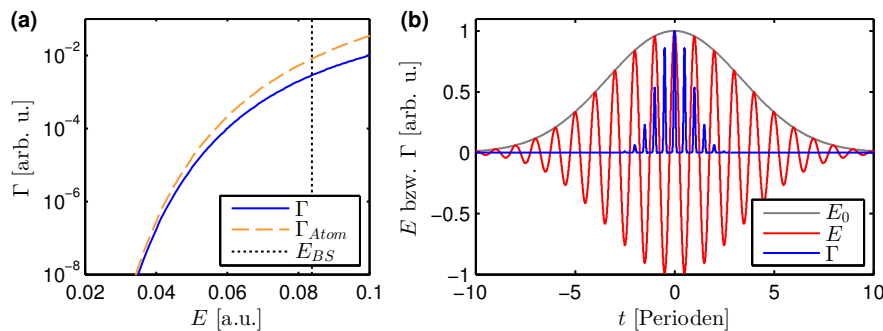 (a)
10⁻²
10⁻⁴
10⁻⁶
10⁻⁸
Γ [arb. u.]
0.02 0.04 0.06 0.08 0.1
E [a.u.]
Γ
Γ_Atom
E_BS
(b)
1
0.5
0
−0.5
−1
E bzw. Γ [arb. u.]
−10 −5 0 5 10
t [Perioden]
E₀
E
Γ